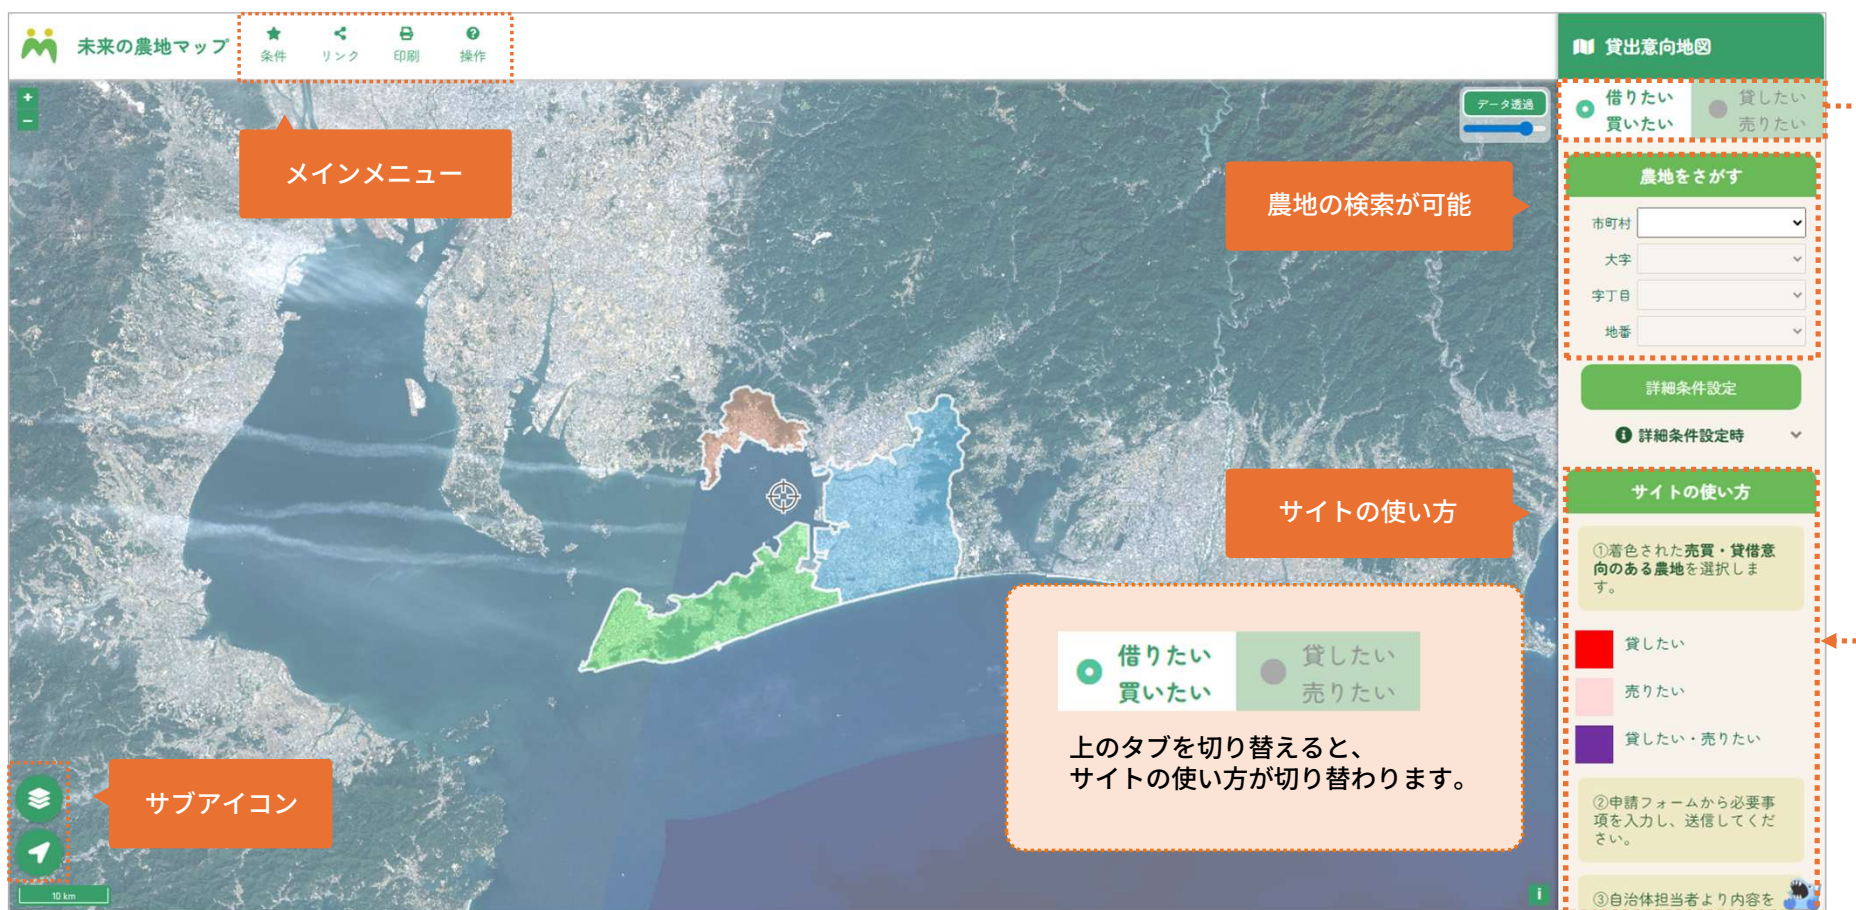 未来の農地マップ
条件
リンク
印刷
操作
貸出意向地図
+
−
メインメニュー
データ透過
借りたい
買いたい
貸したい
売りたい
農地の検索が可能
農地をさがす
市町村
大字
字丁目
地番
詳細条件設定
詳細条件設定時
サイトの使い方
サイトの使い方
①着色された売買・貸借意
向のある農地を選択しま
す。
貸したい
売りたい
貸したい・売りたい
借りたい
買いたい
貸したい
売りたい
上のタブを切り替えると、
サイトの使い方が切り替わります。
サブアイコン
②申請フォームから必要事
項を入力し、送信してくだ
さい。
③自治体担当者より内容を
10 km
i